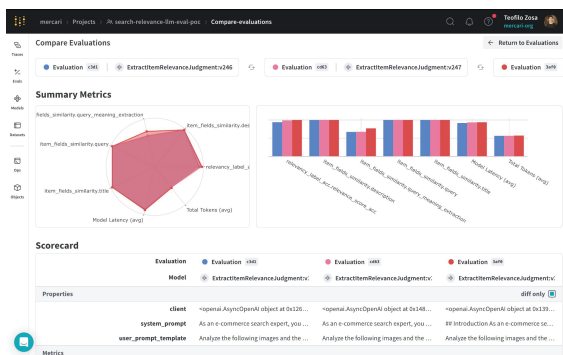 mercari › Projects › search-relevance-llm-eval-poc › Compare-evaluations
Teofilo Zosa
mercari-org
Compare Evaluations
← Return to Evaluations
Traces
Evals
Models
Datasets
Ops
Objects
Evaluation c3d1 ExtractItemRelevanceJudgment:v246
Evaluation cd63 ExtractItemRelevanceJudgment:v247
Evaluation 3af0
Summary Metrics
fields_similarity.query_meaning_extraction
item_fields_similarity.des
item_fields_similarity.query
relevancy_label_a
item_fields_similarity.title
Total Tokens (avg)
Model Latency (avg)
relevancy_label_acc.relevance_score_acc
item_fields_similarity.description
item_fields_similarity.query_meaning_extraction
item_fields_similarity.query
item_fields_similarity.title
Model Latency (avg)
Total Tokens (avg)
Scorecard
Evaluation Evaluation c3d1 Evaluation cd63 Evaluation 3af0
Model ExtractItemRelevanceJudgment:v: ExtractItemRelevanceJudgment:v: ExtractItemRelevanceJudgment:v:
Properties diff only
client <openai.AsyncOpenAI object at 0x126... <openai.AsyncOpenAI object at 0x148... <openai.AsyncOpenAI object at 0x139...
system_prompt As an e-commerce search expert, you ... As an e-commerce search expert, you ... ## Introduction As an e-commerce se...
user_prompt_template Analyze the following images and the ... Analyze the following images and the ... Analyze the following images and the ...
Metrics